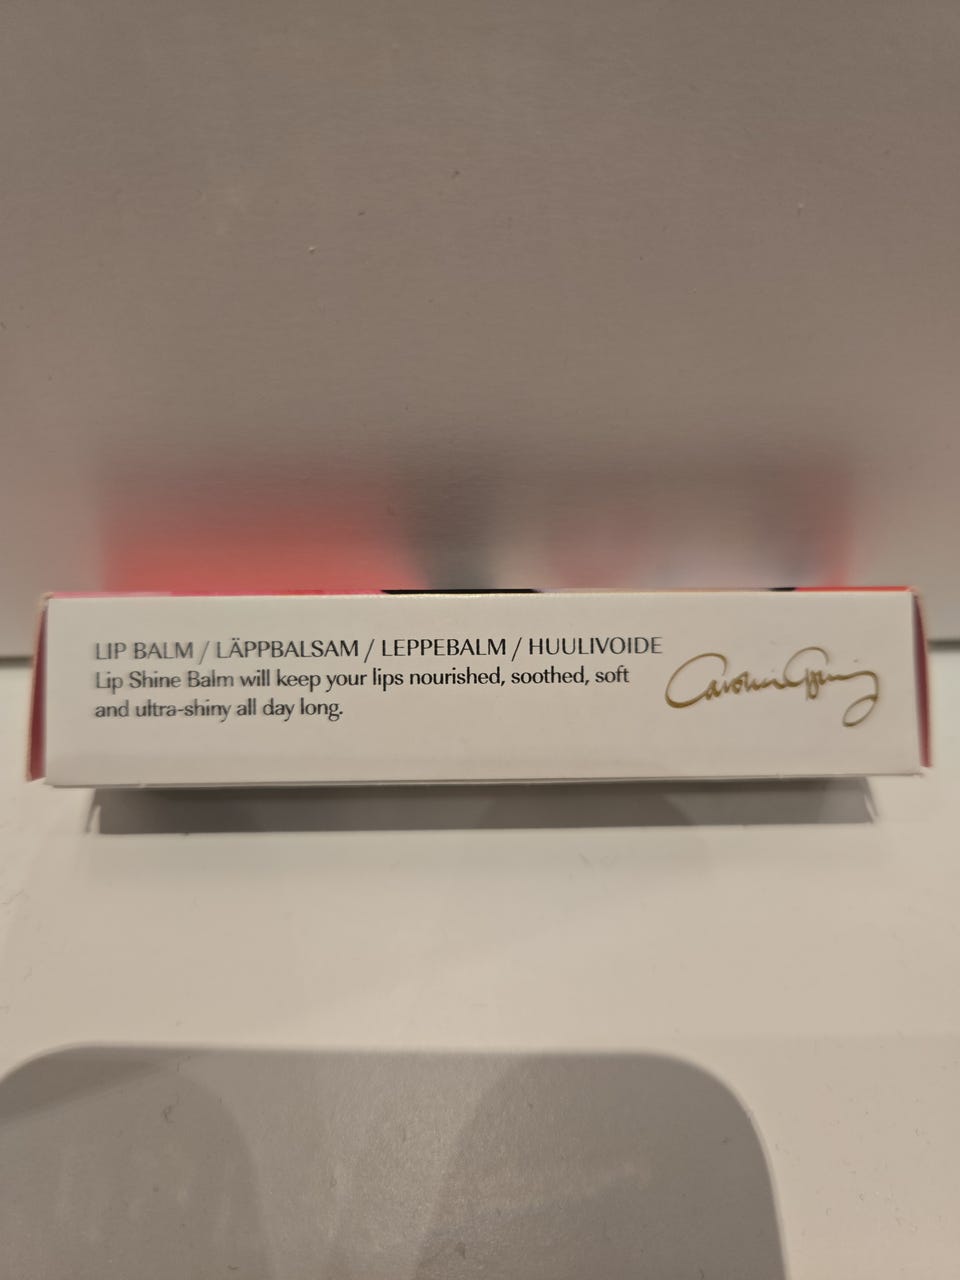 LIP BALM / LÄPPBALSAM / LEPPEBALM / HUULIVOIDE
Lip Shine Balm will keep your lips nourished, soothed, soft
and ultra-shiny all day long.